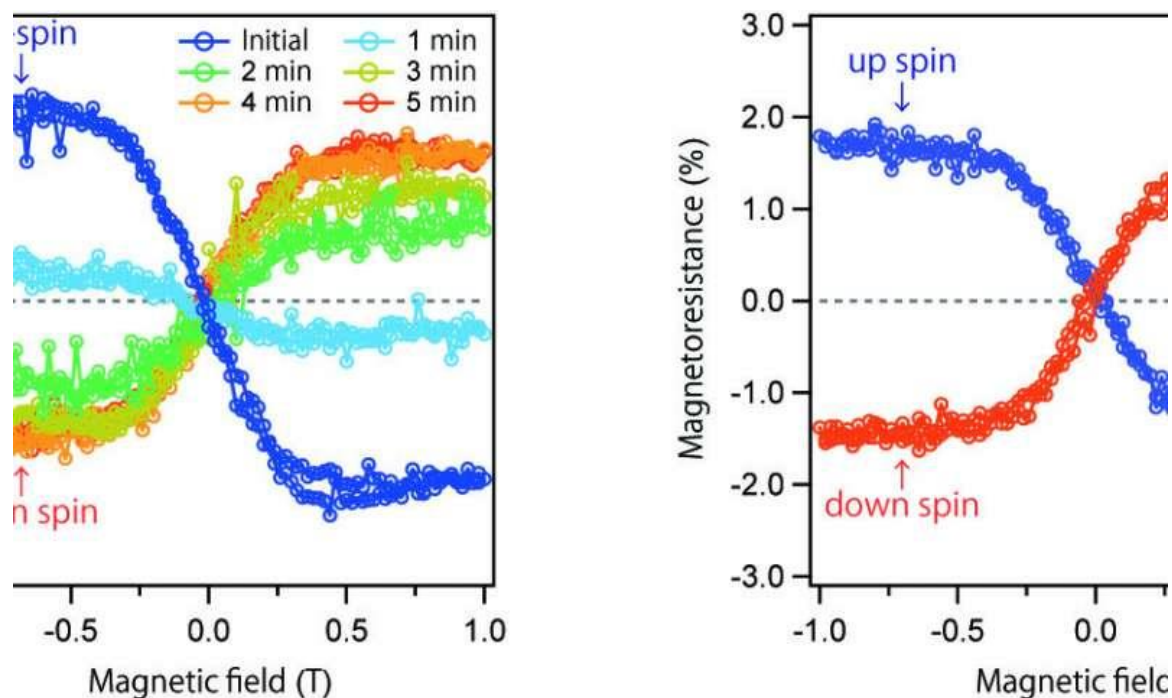 -spin
Initial
1 min
2 min
3 min
4 min
5 min
n spin
-0.5
0.0
0.5
1.0
Magnetic field (T)
3.0
2.0
1.0
0.0
-1.0
-2.0
-3.0
Magnetoresistance (%)
up spin
down spin
-1.0
-0.5
0.0
Magnetic field